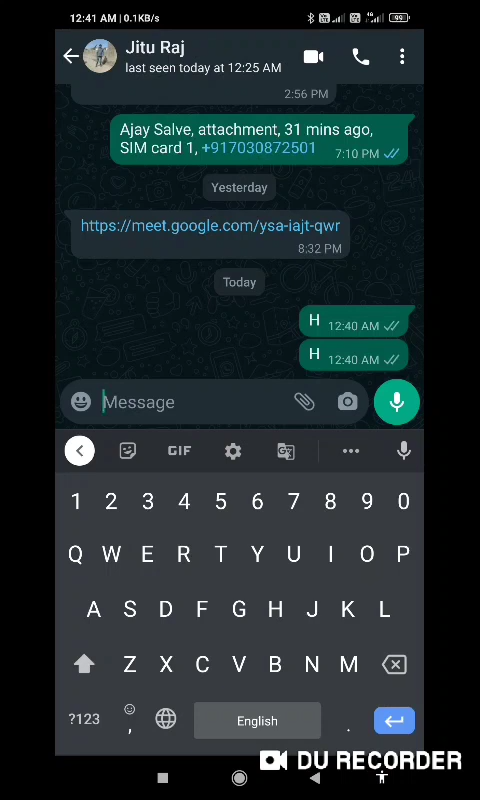 12:41 AM | 0.1KB/s
99
Jitu Raj
last seen today at 12:25 AM
2:56 PM
Ajay Salve, attachment, 31 mins ago,
SIM card 1, +917030872501
7:10 PM
Yesterday
https://meet.google.com/ysa-iajt-qwr
8:32 PM
Today
H 12:40 AM
H 12:40 AM
Message
GIF
1 2 3 4 5 6 7 8 9 0
Q W E R T Y U I O P
A S D F G H J K L
Z X C V B N M
?123 , English .
DU RECORDER